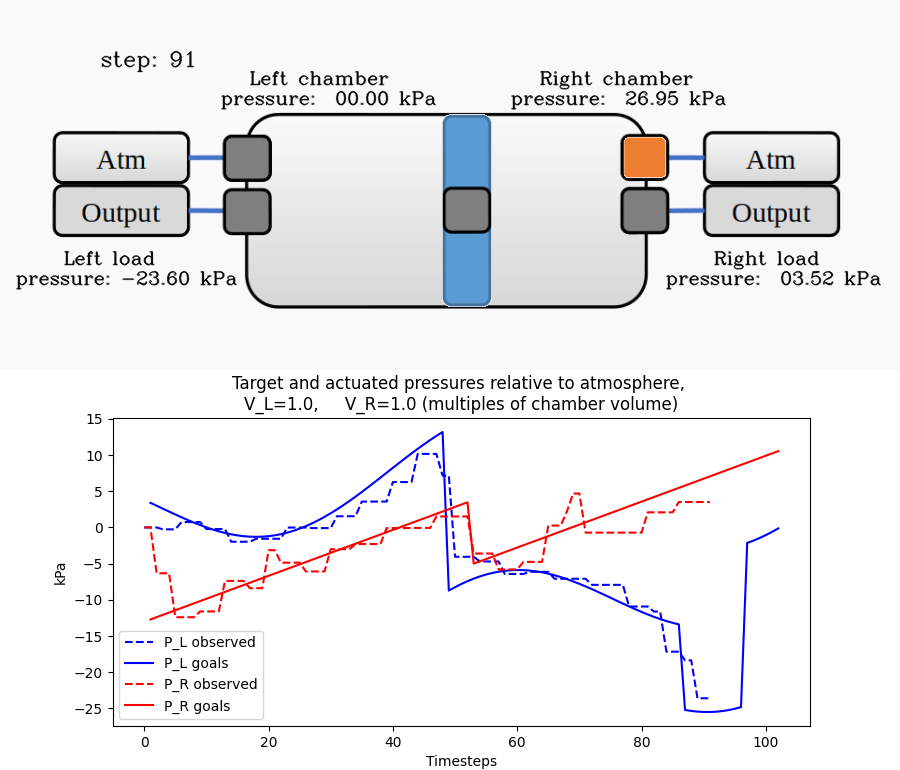 step: 91
Left chamber
pressure: 00.00 kPa
Right chamber
pressure: 26.95 kPa
Atm
Output
Atm
Output
Left load
pressure: −23.60 kPa
Right load
pressure: 03.52 kPa
Target and actuated pressures relative to atmosphere,
V_L=1.0, V_R=1.0 (multiples of chamber volume)
15
10
5
0
−5
−10
−15
−20
−25
kPa
P_L observed
P_L goals
P_R observed
P_R goals
0 20 40 60 80 100
Timesteps